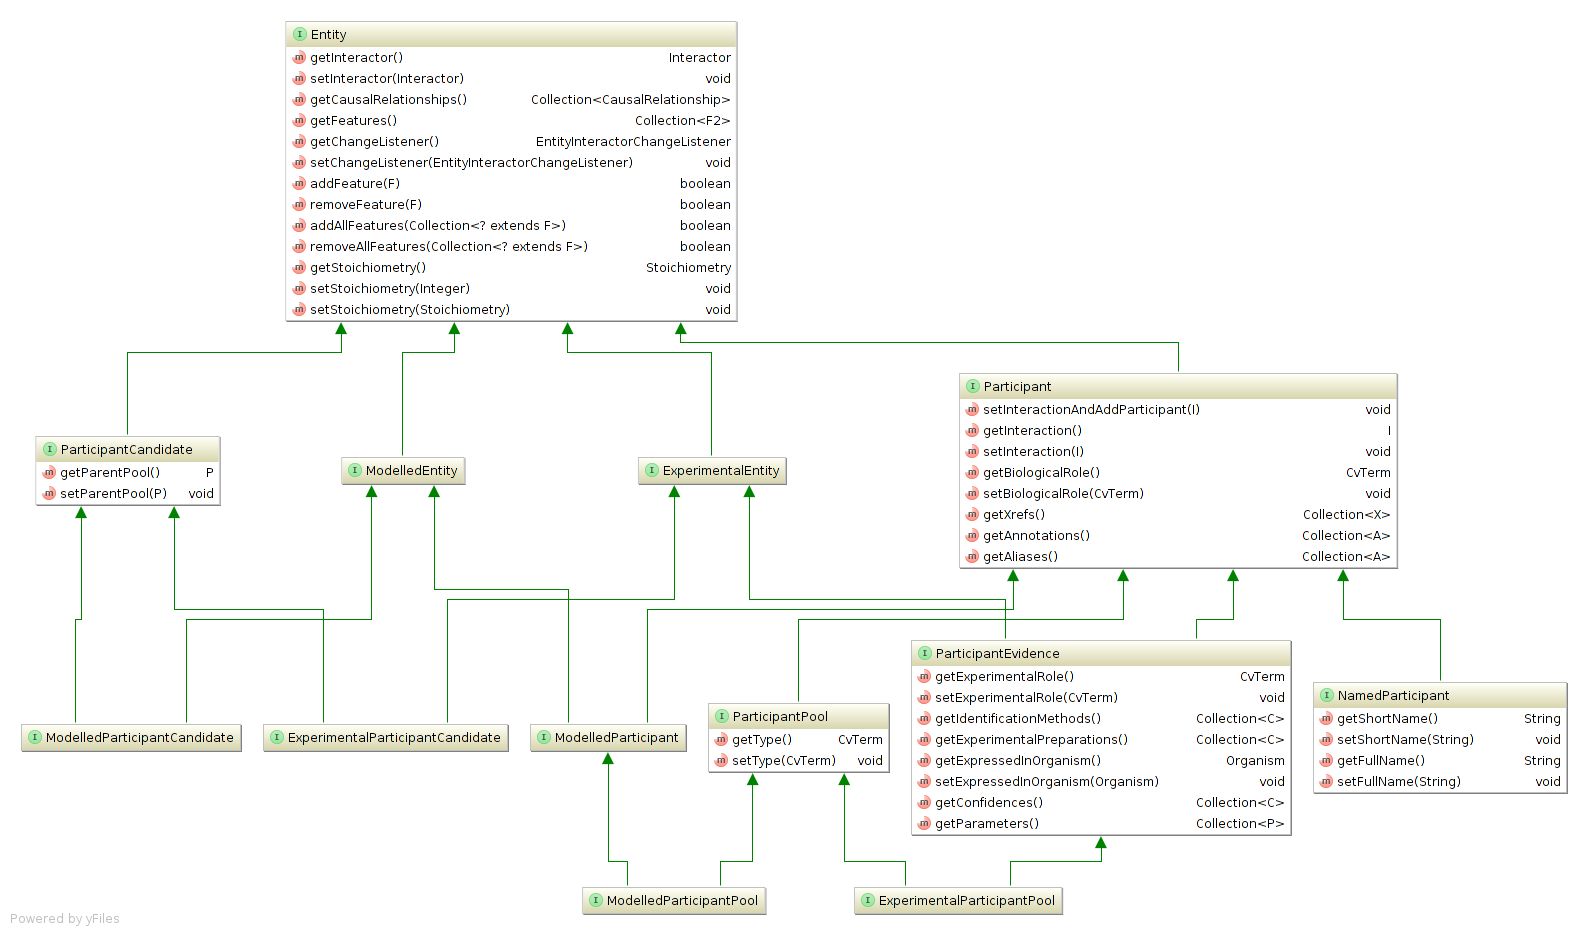 I Entity
m getInteractor() Interactor
m setInteractor(Interactor) void
m getCausalRelationships() Collection<CausalRelationship>
m getFeatures() Collection<F2>
m getChangeListener() EntityInteractorChangeListener
m setChangeListener(EntityInteractorChangeListener) void
m addFeature(F) boolean
m removeFeature(F) boolean
m addAllFeatures(Collection<? extends F>) boolean
m removeAllFeatures(Collection<? extends F>) boolean
m getStoichiometry() Stoichiometry
m setStoichiometry(Integer) void
m setStoichiometry(Stoichiometry) void
I Participant
m setInteractionAndAddParticipant(I) void
m getInteraction() I
m setInteraction(I) void
m getBiologicalRole() CvTerm
m setBiologicalRole(CvTerm) void
m getXrefs() Collection<X>
m getAnnotations() Collection<A>
m getAliases() Collection<A>
I ParticipantCandidate
m getParentPool() P
m setParentPool(P) void
I ModelledEntity
I ExperimentalEntity
I ParticipantEvidence
m getExperimentalRole() CvTerm
m setExperimentalRole(CvTerm) void
m getIdentificationMethods() Collection<C>
m getExperimentalPreparations() Collection<C>
m getExpressedInOrganism() Organism
m setExpressedInOrganism(Organism) void
m getConfidences() Collection<C>
m getParameters() Collection<P>
I NamedParticipant
m getShortName() String
m setShortName(String) void
m getFullName() String
m setFullName(String) void
I ModelledParticipantCandidate
I ExperimentalParticipantCandidate
I ModelledParticipant
I ParticipantPool
m getType() CvTerm
m setType(CvTerm) void
I ModelledParticipantPool
I ExperimentalParticipantPool
Powered by yFiles